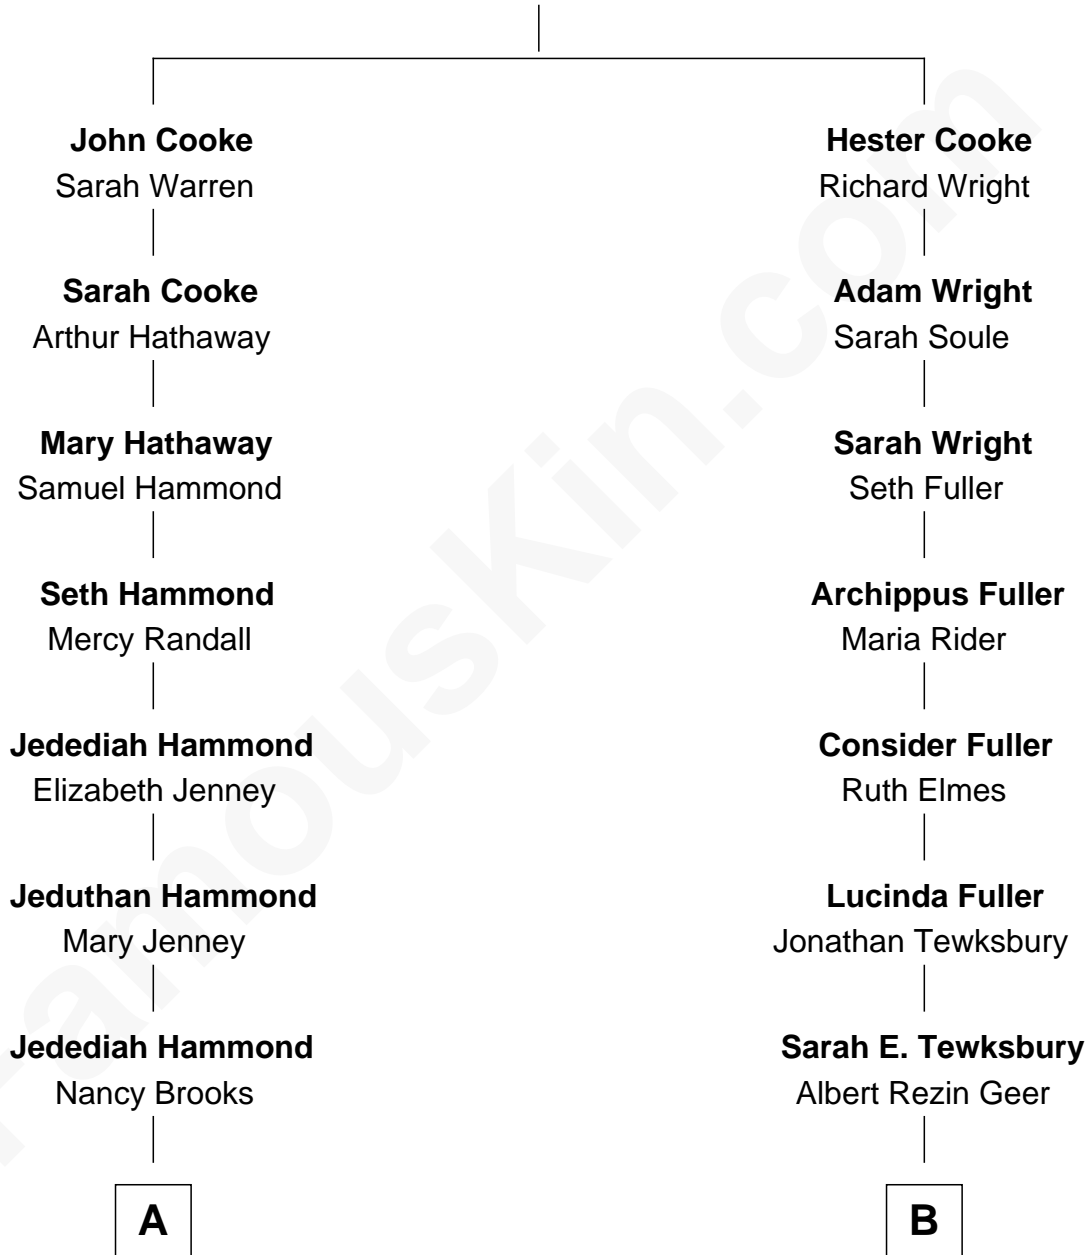 John Cooke
Sarah Warren
Sarah Cooke
Arthur Hathaway
Mary Hathaway
Samuel Hammond
Seth Hammond
Mercy Randall
Jedediah Hammond
Elizabeth Jenney
Jeduthan Hammond
Mary Jenney
Jedediah Hammond
Nancy Brooks
A
Hester Cooke
Richard Wright
Adam Wright
Sarah Soule
Sarah Wright
Seth Fuller
Archippus Fuller
Maria Rider
Consider Fuller
Ruth Elmes
Lucinda Fuller
Jonathan Tewksbury
Sarah E. Tewksbury
Albert Rezin Geer
B
FamousKin.com